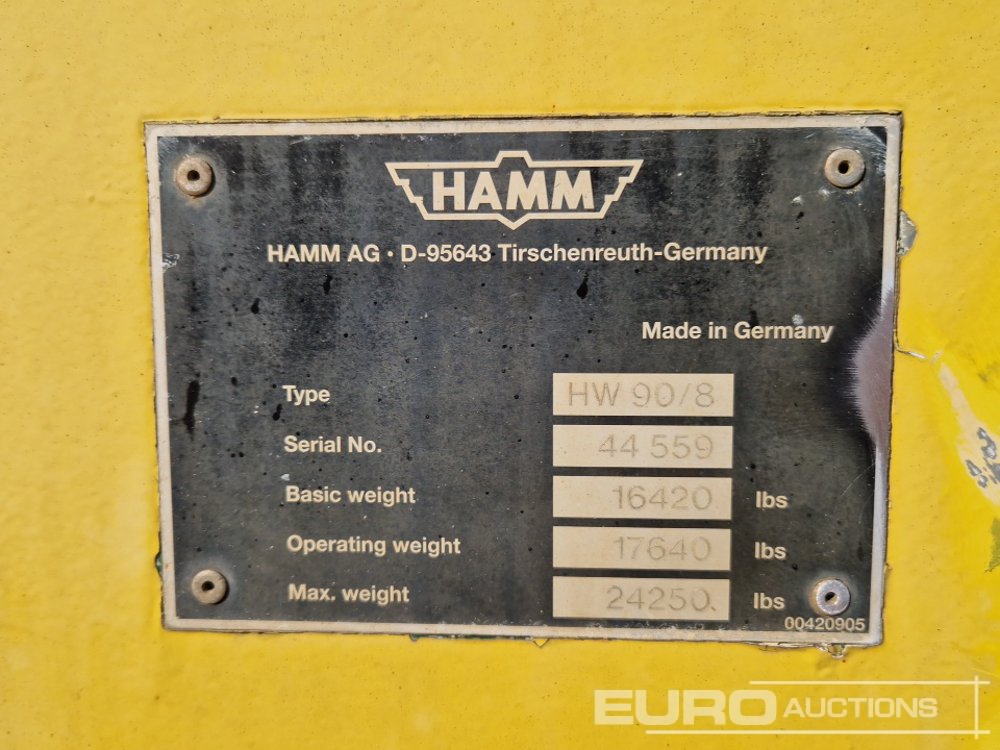 HAMM
HAMM AG · D-95643 Tirschenreuth-Germany
Made in Germany
Type HW 90/8
Serial No. 44 559
Basic weight 16420 lbs
Operating weight 17640 lbs
Max. weight 24250. lbs
00420905
EURO AUCTIONS